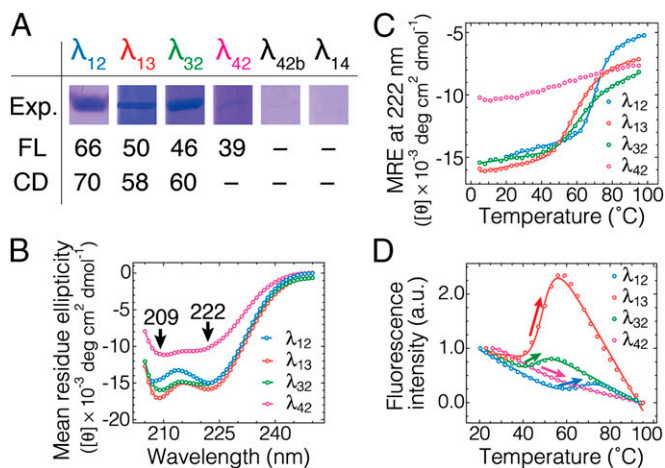 A
λ12 λ13 λ32 λ42 λ42b λ14
Exp.
FL 66 50 46 39 – –
CD 70 58 60 – – –
B
Mean residue ellipticity
([θ] × 10⁻³ deg cm² dmol⁻¹)
0
-5
-10
-15
-20
209 222
λ12
λ13
λ32
λ42
210 225 240
Wavelength (nm)
C
MRE at 222 nm
([θ] × 10⁻³ deg cm² dmol⁻¹)
-5
-10
-15
λ12
λ13
λ32
λ42
0 20 40 60 80 100
Temperature (˚C)
D
Fluorescence
intensity (a.u.)
2.0
1.0
0.0
λ12
λ13
λ32
λ42
20 40 60 80 100
Temperature (˚C)